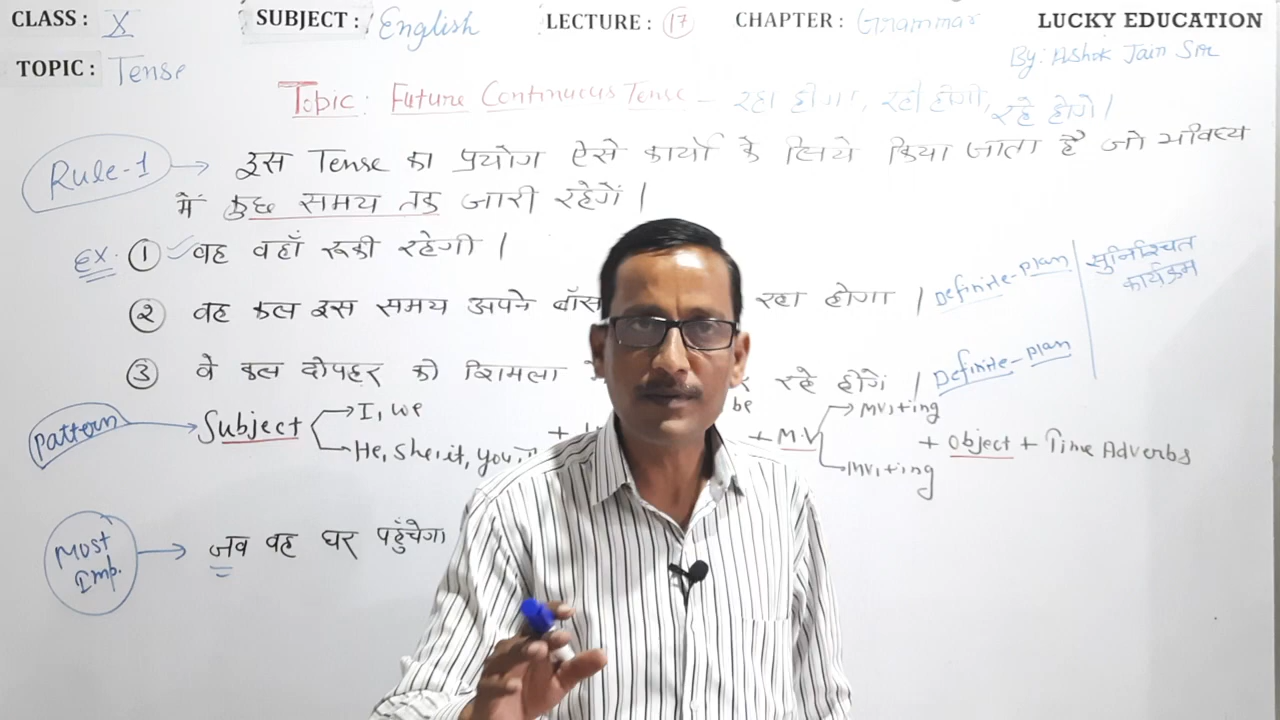 CLASS : X SUBJECT : English LECTURE : 17 CHAPTER : Grammar LUCKY EDUCATION
By: Ashok Jain Sir
TOPIC : Tense
Topic: Future Continuous Tense - रहा होगा, रही होगी, रहे होगे।
Rule-1 → इस Tense का प्रयोग ऐसे कार्यो के लिये किया जाता है जो भविष्य
में कुछ समय तक जारी रहेगें।
Ex. ① वह वहाँ रूकी रहेगी।
② वह कल इस समय अपने बॉस रहा होगा। Definite-plan
सुनिश्चित
कार्यक्रम
③ वे कल दोपहर को शिमला रहे होगें। Definite-plan
Pattern → Subject → I, we
He, she, it, you,
+ be + M.V → MV₁+ing
MV₁+ing
+ Object + Time Adverbs
Most Imp. → जब वह घर पहुँचेगा